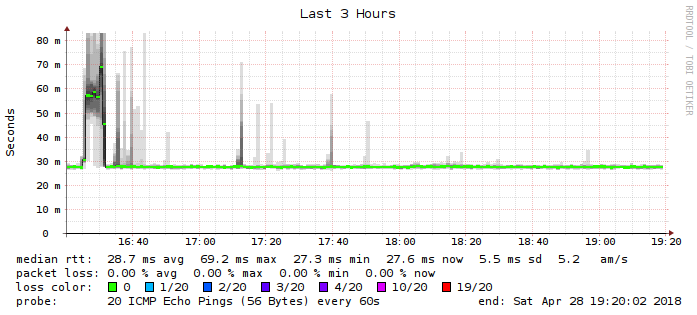 Last 3 Hours
RRDTOOL / TOBI OETIKER
Seconds
80 m
70 m
60 m
50 m
40 m
30 m
20 m
10 m
0
16:40 17:00 17:20 17:40 18:00 18:20 18:40 19:00 19:20
median rtt: 28.7 ms avg 69.2 ms max 27.3 ms min 27.6 ms now 5.5 ms sd 5.2 am/s
packet loss: 0.00 % avg 0.00 % max 0.00 % min 0.00 % now
loss color: 0 1/20 2/20 3/20 4/20 10/20 19/20
probe: 20 ICMP Echo Pings (56 Bytes) every 60s end: Sat Apr 28 19:20:02 2018